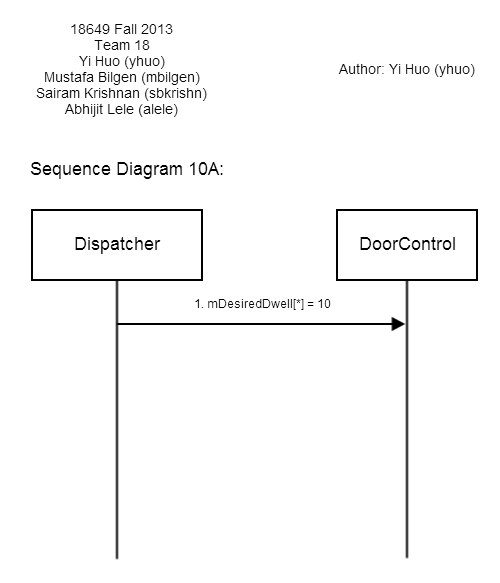 18649 Fall 2013
Team 18
Yi Huo (yhuo)
Mustafa Bilgen (mbilgen)
Sairam Krishnan (sbkrishn)
Abhijit Lele (alele)
Author: Yi Huo (yhuo)
Sequence Diagram 10A:
Dispatcher
DoorControl
1. mDesiredDwell[*] = 10